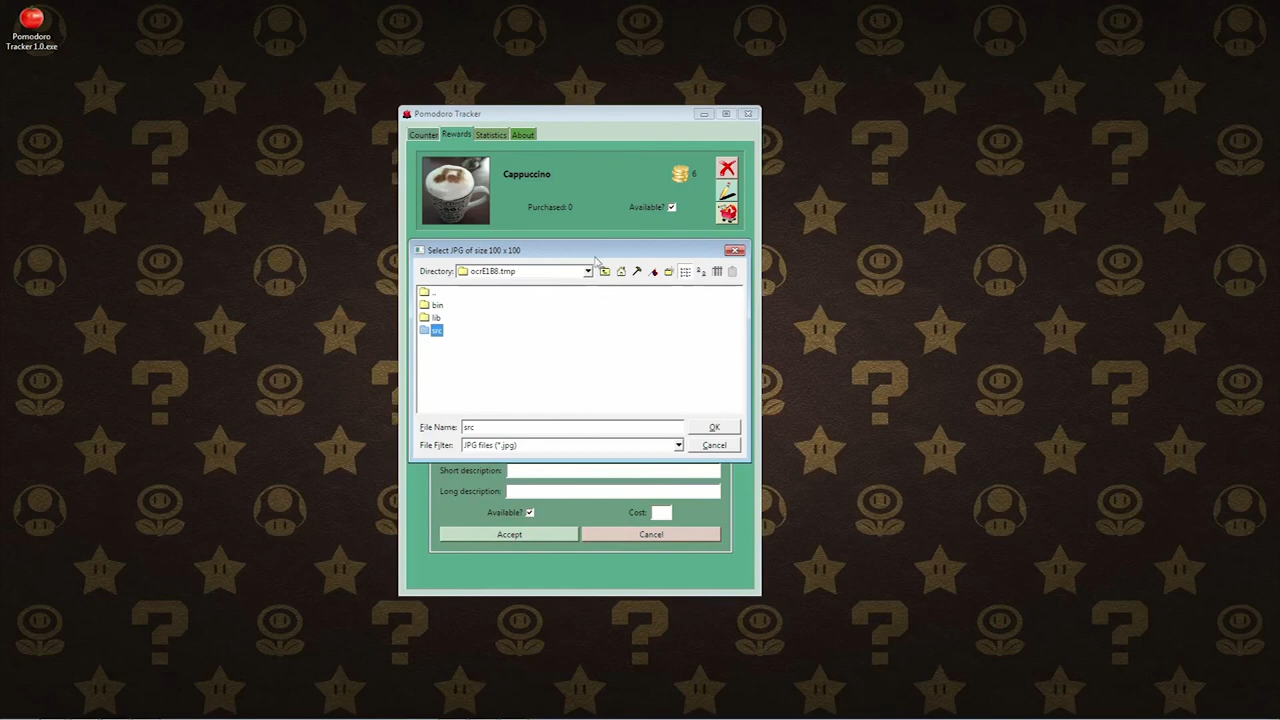 Pomodoro
Tracker 1.0.exe
Pomodoro Tracker
Counter Rewards Statistics About
Cappuccino 6
Purchased: 0 Available?
Select JPG of size 100 x 100
Directory: ocrE1B8.tmp
..
bin
lib
src
File Name: src OK
File Filter: JPG files (*.jpg) Cancel
Short description:
Long description:
Available? Cost:
Accept Cancel